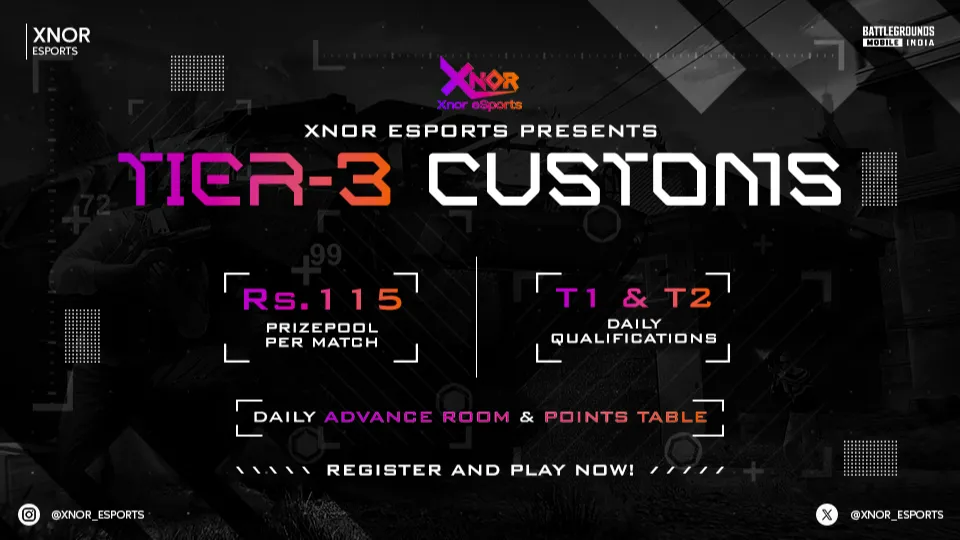 XNOR
ESPORTS
BATTLEGROUNDS
MOBILE INDIA
XNOR
Xnor eSports
XNOR ESPORTS PRESENTS
TIER-3 CUSTOMS
+72
+99
Rs.115
PRIZEPOOL
PER MATCH
T1 & T2
DAILY
QUALIFICATIONS
DAILY ADVANCE ROOM & POINTS TABLE
REGISTER AND PLAY NOW!
@XNOR_ESPORTS
@XNOR_ESPORTS